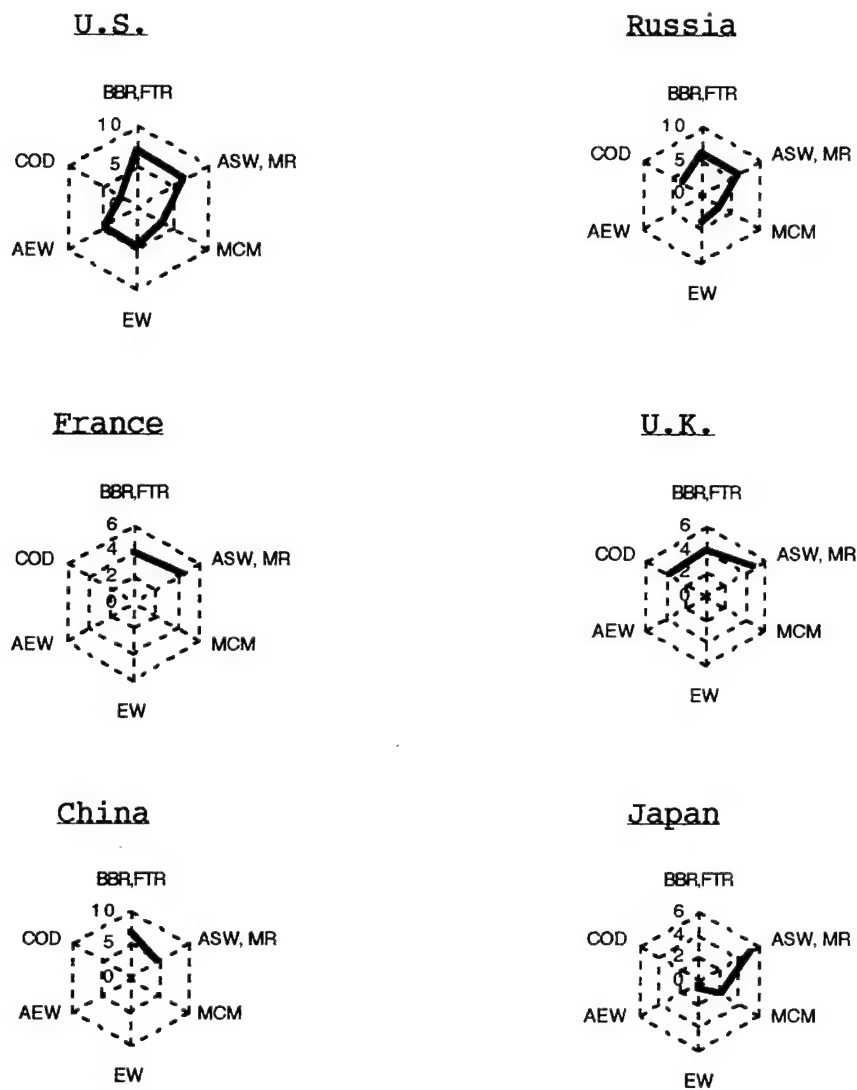 U.S.
BBR,FTR
10
5
0
ASW, MR
MCM
EW
AEW
COD
Russia
BBR,FTR
10
5
0
ASW, MR
MCM
EW
AEW
COD
France
BBR,FTR
6
4
2
0
ASW, MR
MCM
EW
AEW
COD
U.K.
BBR,FTR
6
4
2
0
ASW, MR
MCM
EW
AEW
COD
China
BBR,FTR
10
5
0
ASW, MR
MCM
EW
AEW
COD
Japan
BBR,FTR
6
4
2
0
ASW, MR
MCM
EW
AEW
COD